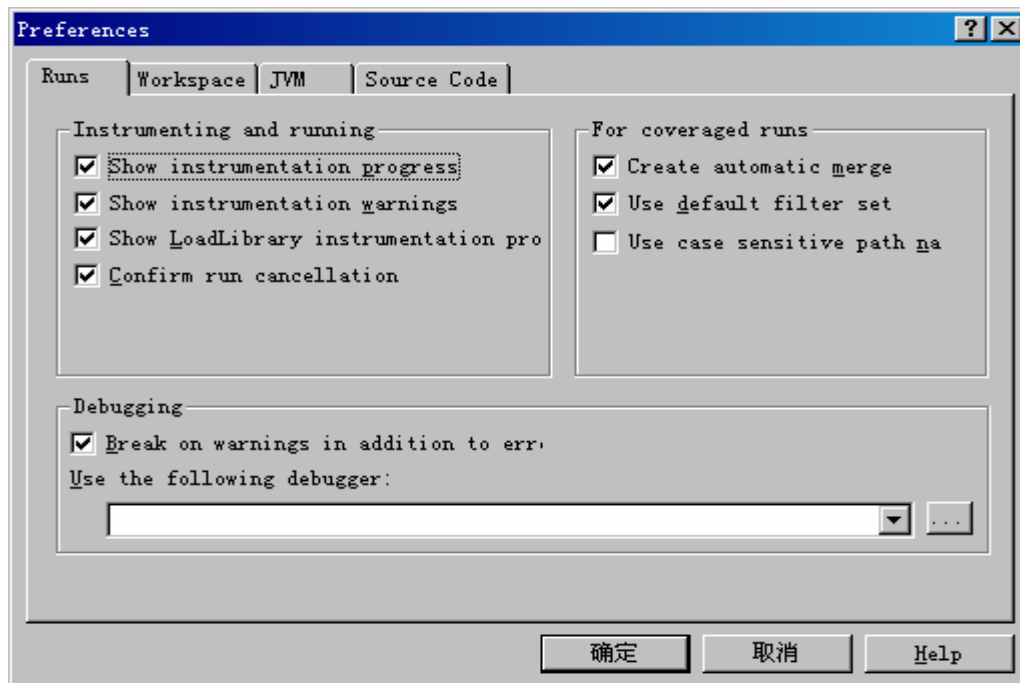 Preferences
Runs
Workspace
JVM
Source Code
Instrumenting and running
Show instrumentation progress
Show instrumentation warnings
Show LoadLibrary instrumentation pro
Confirm run cancellation
For coveraged runs
Create automatic merge
Use default filter set
Use case sensitive path na
Debugging
Break on warnings in addition to err
Use the following debugger:
...
确定
取消
Help